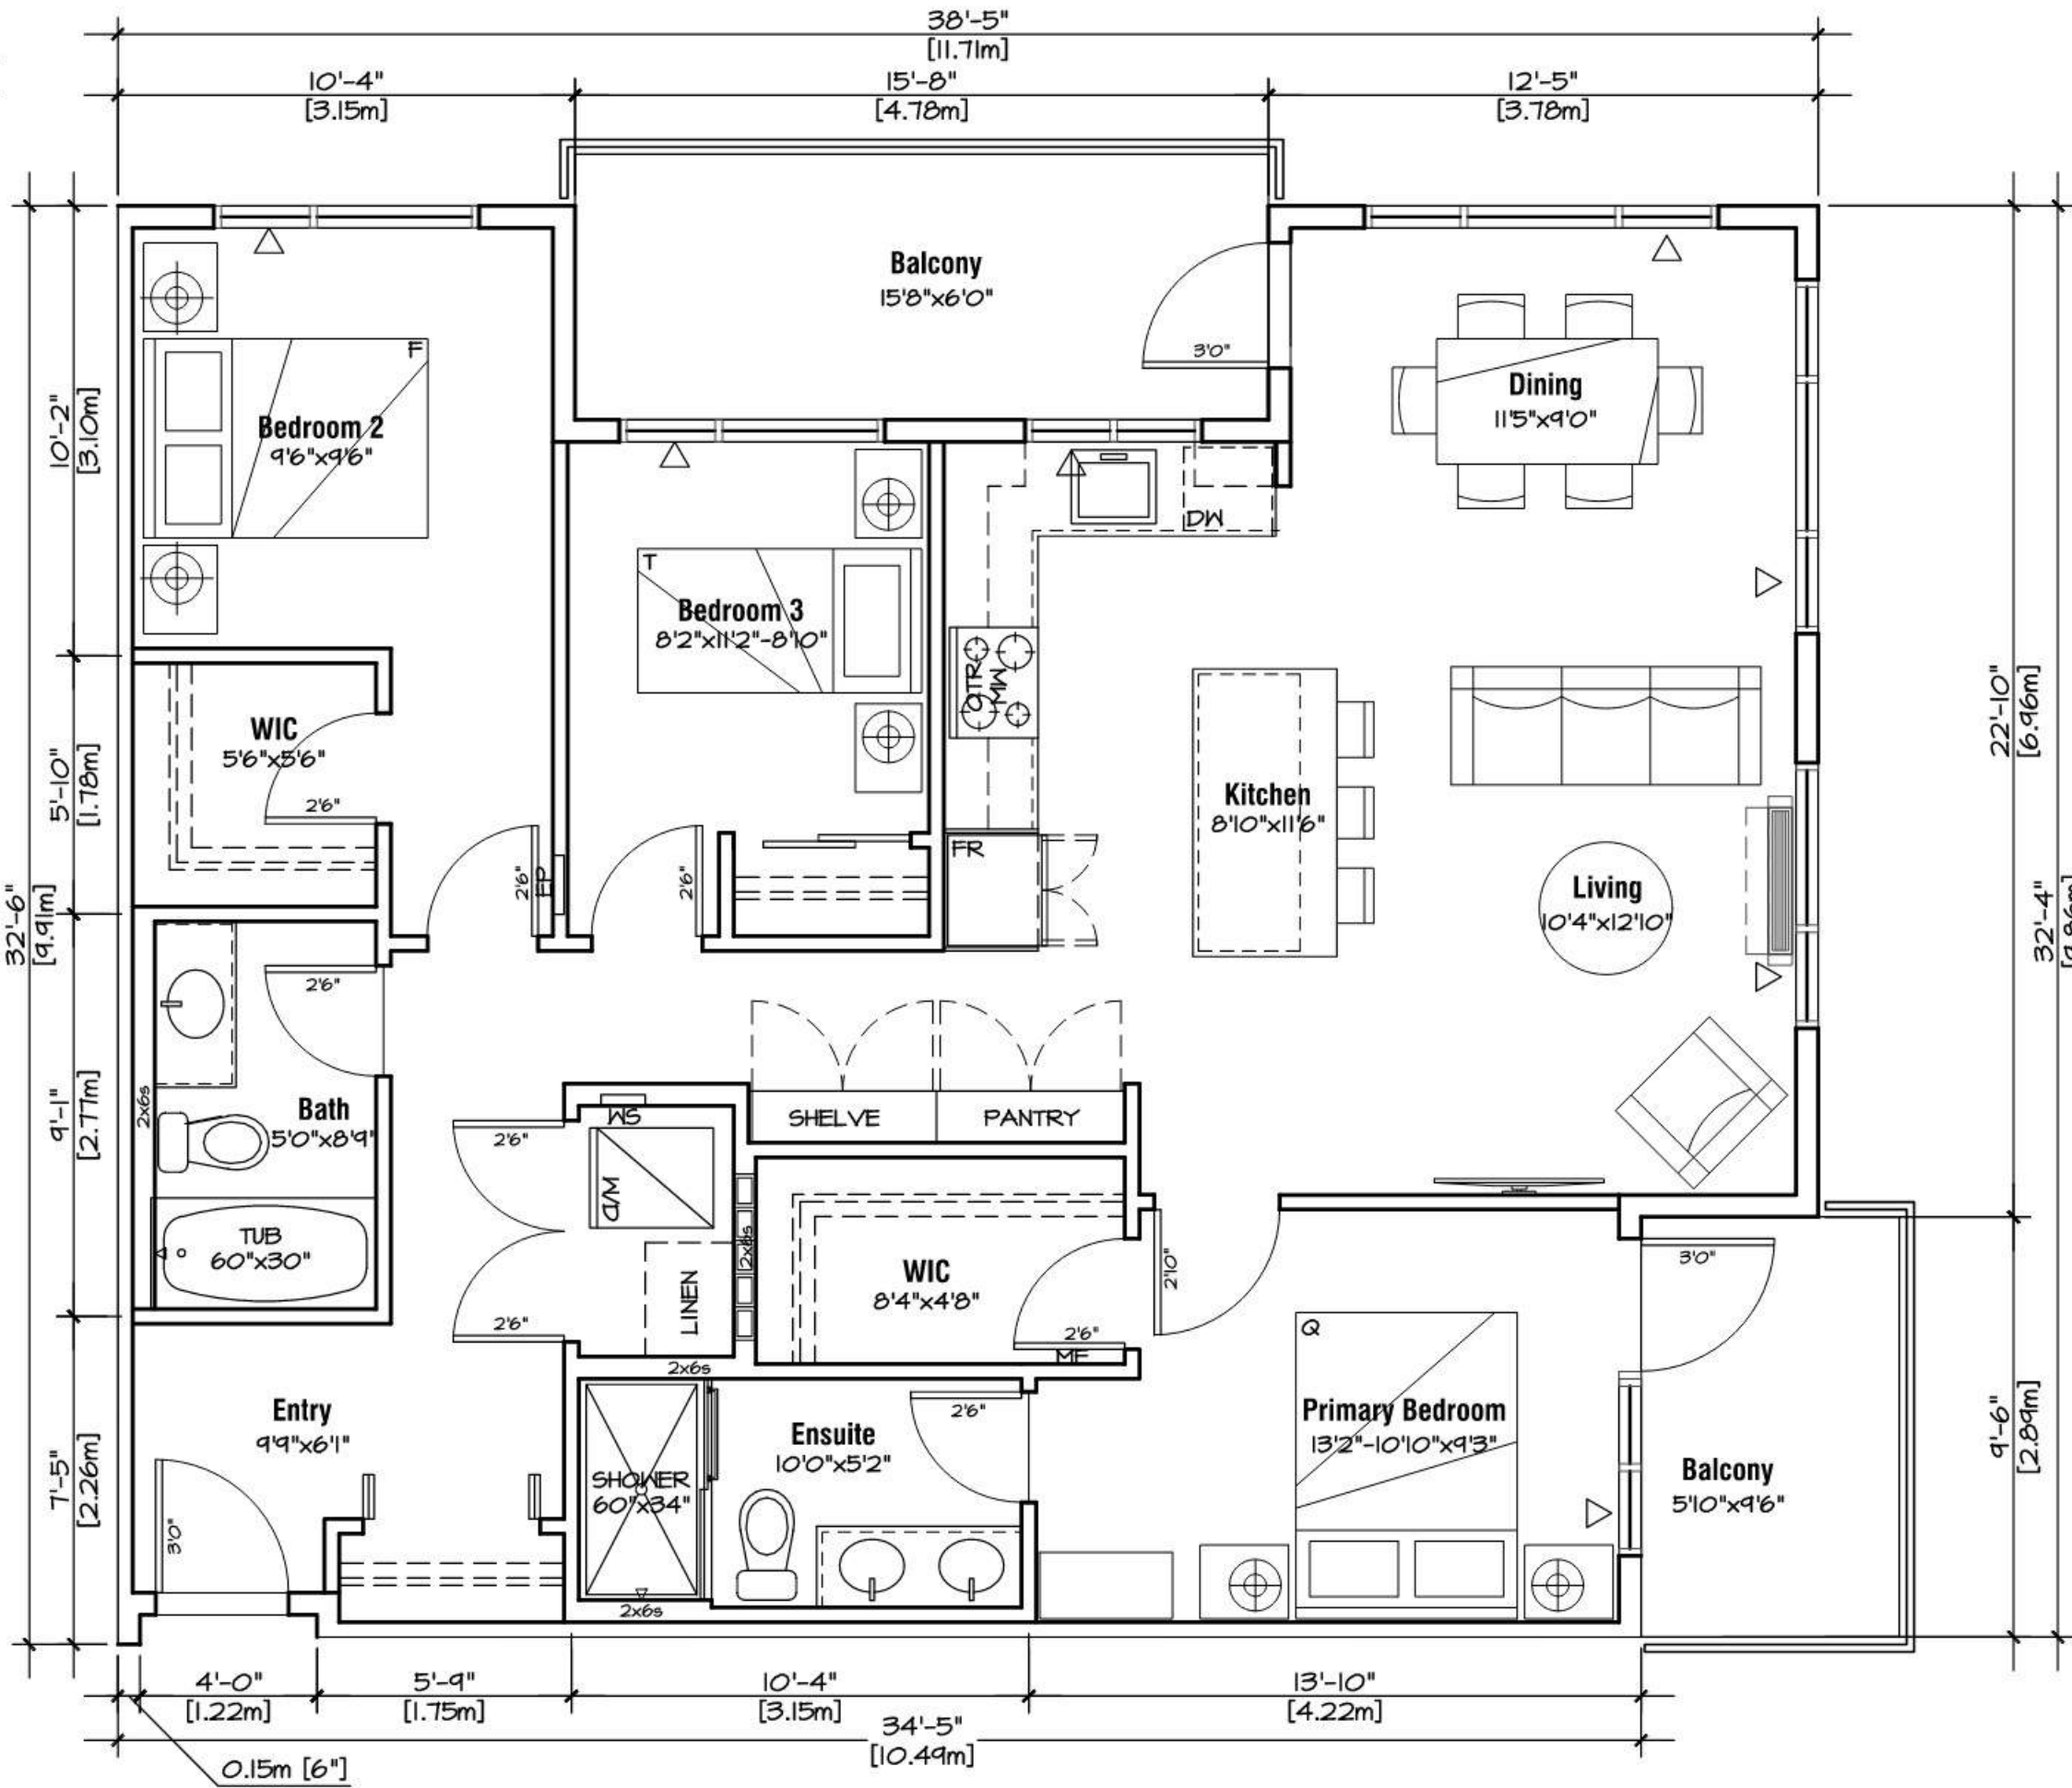 38'-5"
[11.71m]
10'-4"
[3.15m]
15'-8"
[4.78m]
12'-5"
[3.78m]
Balcony
15'8"x6'0"
3'0"
Dining
11'5"x9'0"
F
Bedroom 2
9'6"x9'6"
10'-2"
[3.10m]
DW
T
Bedroom 3
8'2"x11'2"-8'10"
OTR
MW
22'-10"
[6.96m]
WIC
5'6"x5'6"
2'6"
5'-10"
[1.78m]
Kitchen
8'10"x11'6"
FR
2'6"
EP
2'6"
Living
10'4"x12'10"
32'-6"
[9.91m]
32'-4"
2'6"
2x6s
Bath
5'0"x8'9"
9'-1"
[2.77m]
SHELVE
PANTRY
WS
2'6"
W/D
TUB
60"x30"
2x6s
LINEN
2'6"
WIC
8'4"x4'8"
2'6"
MF
2'10"
3'0"
2x6s
Q
Entry
9'9"x6'1"
2'6"
Ensuite
10'0"x5'2"
Primary Bedroom
13'2"-10'10"x9'3"
SHOWER
60"x34"
Balcony
5'10"x9'6"
9'-6"
[2.89m]
7'-5"
[2.26m]
3'0"
2x6s
4'-0"
[1.22m]
5'-9"
[1.75m]
10'-4"
[3.15m]
13'-10"
[4.22m]
34'-5"
[10.49m]
0.15m [6"]